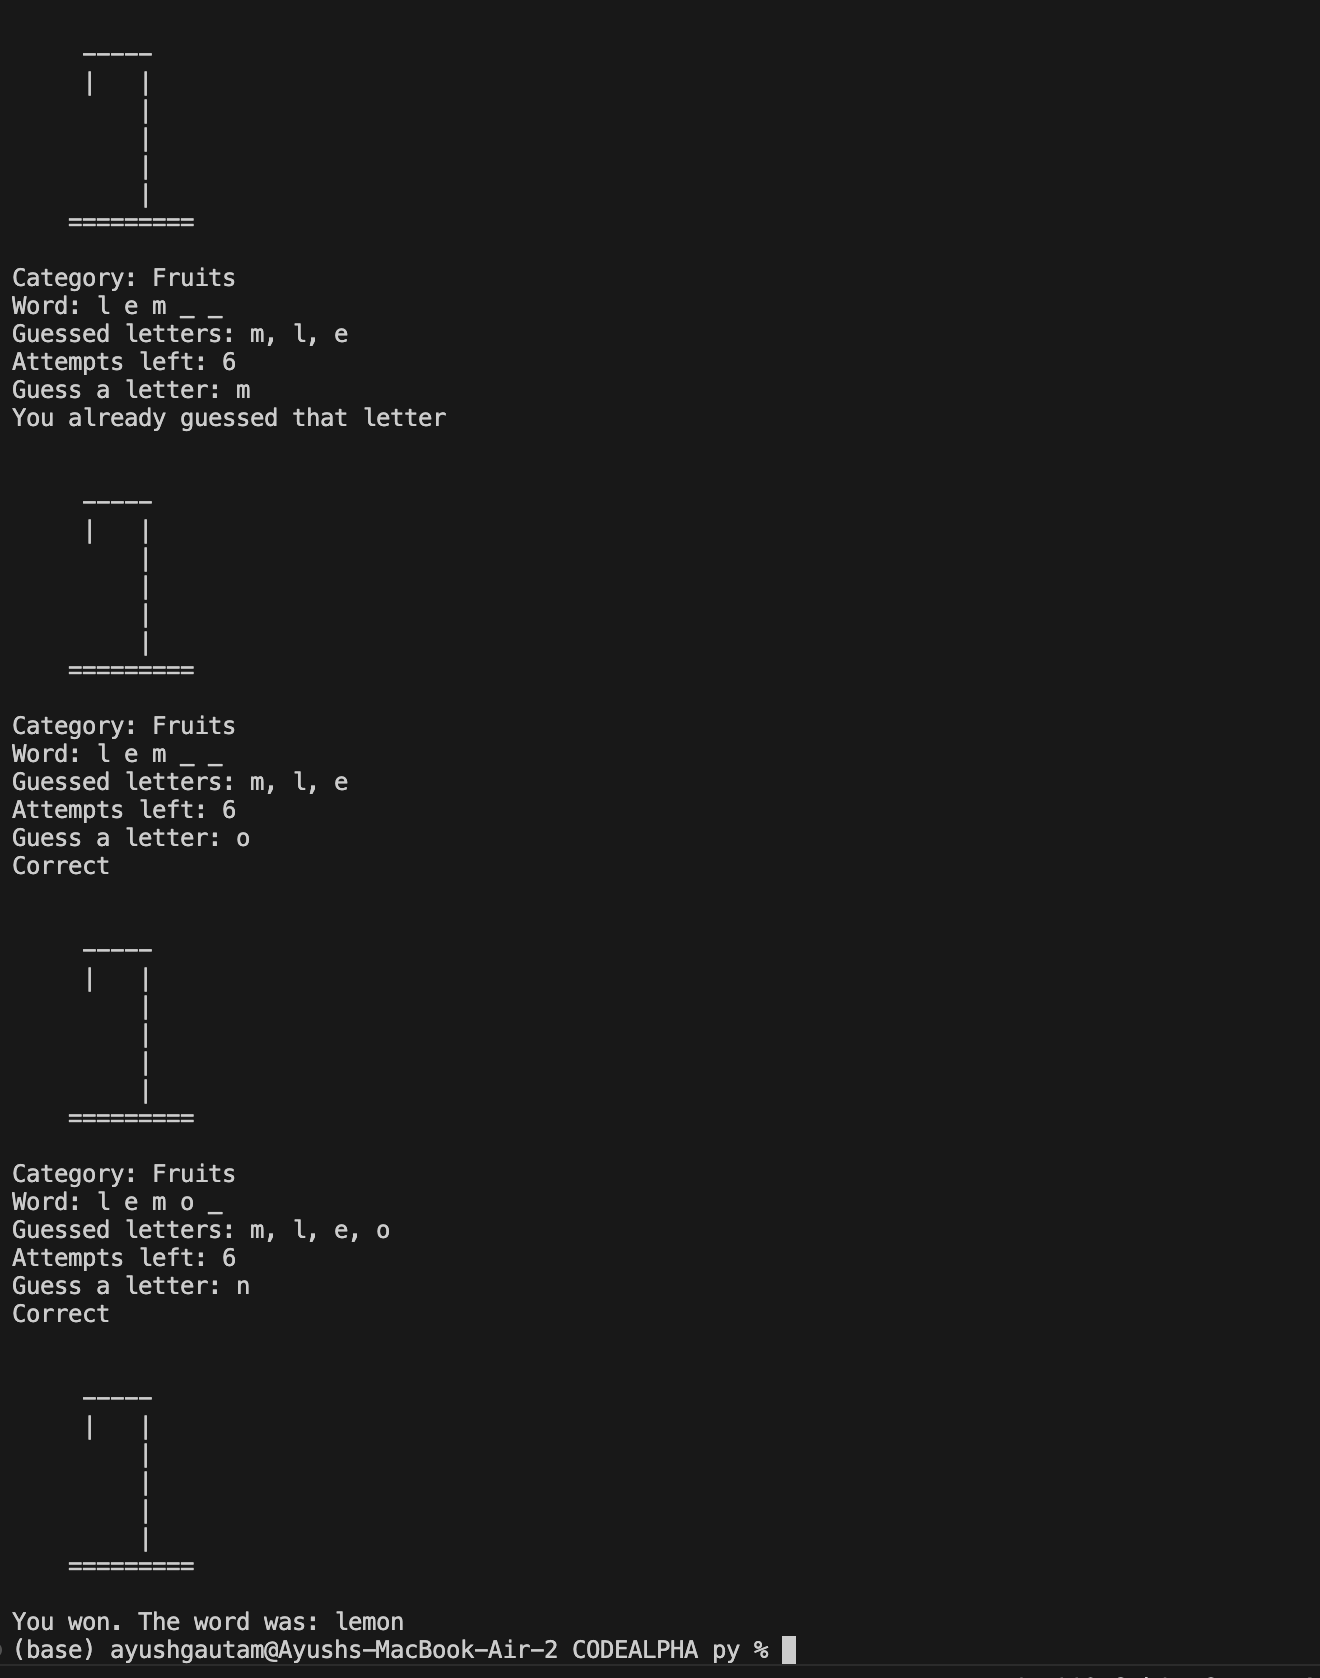 -----
|   |
    |
    |
    |
    |
=========
Category: Fruits
Word: l e m _ _
Guessed letters: m, l, e
Attempts left: 6
Guess a letter: m
You already guessed that letter
-----
|   |
    |
    |
    |
    |
=========
Category: Fruits
Word: l e m _ _
Guessed letters: m, l, e
Attempts left: 6
Guess a letter: o
Correct
-----
|   |
    |
    |
    |
    |
=========
Category: Fruits
Word: l e m o _
Guessed letters: m, l, e, o
Attempts left: 6
Guess a letter: n
Correct
-----
|   |
    |
    |
    |
    |
=========
You won. The word was: lemon
(base) ayushgautam@Ayushs-MacBook-Air-2 CODEALPHA py %